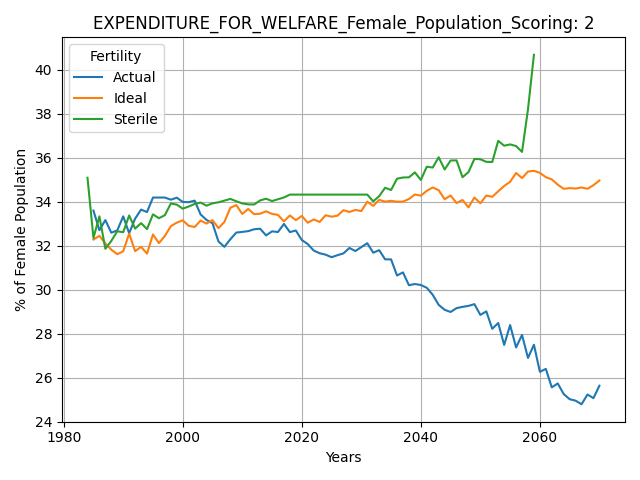 EXPENDITURE_FOR_WELFARE_Female_Population_Scoring: 2
Fertility
Actual
Ideal
Sterile
% of Female Population
40
38
36
34
32
30
28
26
24
1980 2000 2020 2040 2060
Years